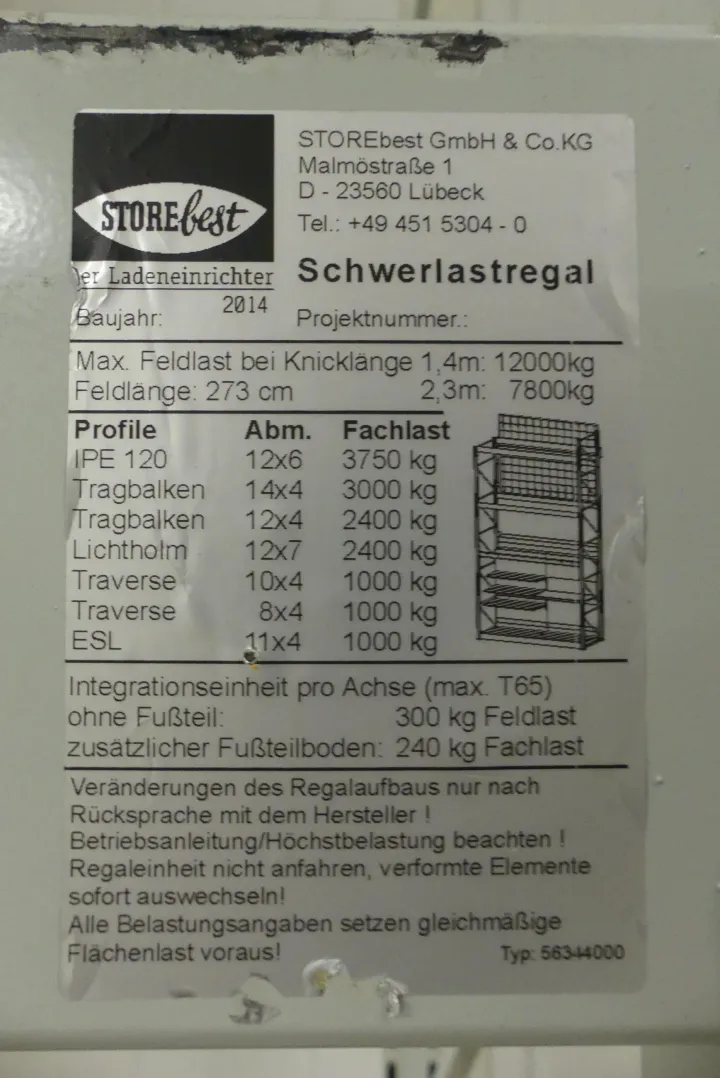 STOREbest
er Ladeneinrichter
STOREbest GmbH & Co.KG
Malmöstraße 1
D - 23560 Lübeck
Tel.: +49 451 5304 - 0
Schwerlastregal
Baujahr: 2014 Projektnummer.:
Max. Feldlast bei Knicklänge 1,4m: 12000kg
Feldlänge: 273 cm 2,3m: 7800kg
Profile Abm. Fachlast
IPE 120 12x6 3750 kg
Tragbalken 14x4 3000 kg
Tragbalken 12x4 2400 kg
Lichtholm 12x7 2400 kg
Traverse 10x4 1000 kg
Traverse 8x4 1000 kg
ESL 11x4 1000 kg
Integrationseinheit pro Achse (max. T65)
ohne Fußteil: 300 kg Feldlast
zusätzlicher Fußteilboden: 240 kg Fachlast
Veränderungen des Regalaufbaus nur nach
Rücksprache mit dem Hersteller !
Betriebsanleitung/Höchstbelastung beachten !
Regaleinheit nicht anfahren, verformte Elemente
sofort auswechseln!
Alle Belastungsangaben setzen gleichmäßige
Flächenlast voraus!
Typ: 56344000